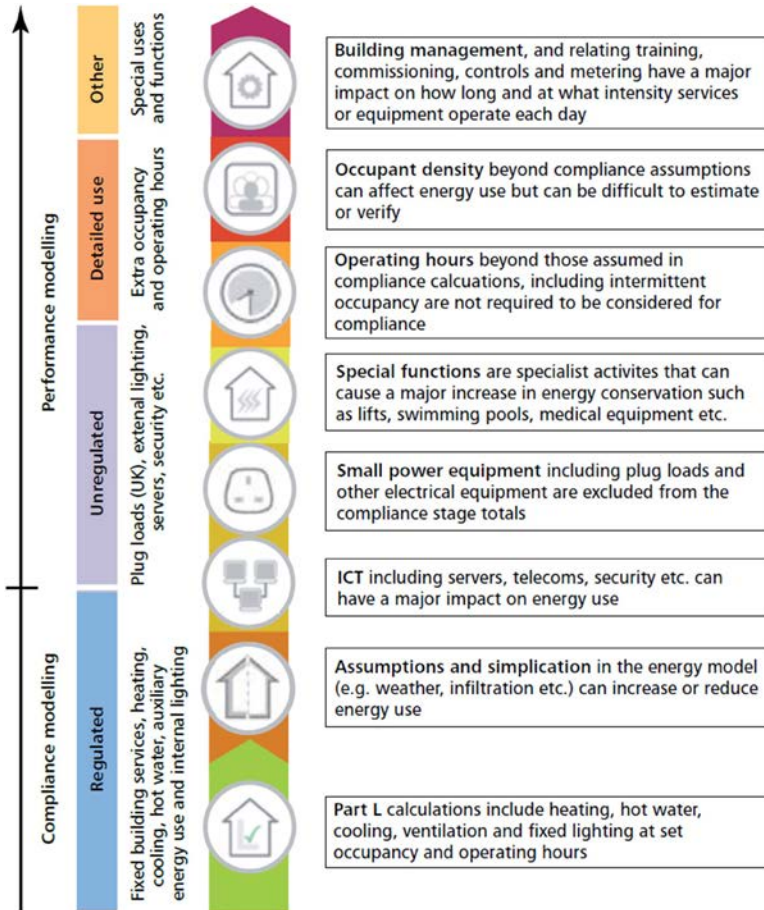 Performance modelling
Compliance modelling
Other
Special uses
and functions
Building management, and relating training,
commissioning, controls and metering have a major
impact on how long and at what intensity services
or equipment operate each day
Detailed use
Extra occupancy
and operating hours
Occupant density beyond compliance assumptions
can affect energy use but can be difficult to estimate
or verify
Operating hours beyond those assumed in
compliance calcuations, including intermittent
occupancy are not required to be considered for
compliance
Unregulated
Plug loads (UK), extenal lighting,
servers, security etc.
Special functions are specialist activites that can
cause a major increase in energy conservation such
as lifts, swimming pools, medical equipment etc.
Small power equipment including plug loads and
other electrical equipment are excluded from the
compliance stage totals
ICT including servers, telecoms, security etc. can
have a major impact on energy use
Regulated
Fixed building services, heating,
cooling, hot water, auxiliary
energy use and internal lighting
Assumptions and simplication in the energy model
(e.g. weather, infiltration etc.) can increase or reduce
energy use
Part L calculations include heating, hot water,
cooling, ventilation and fixed lighting at set
occupancy and operating hours